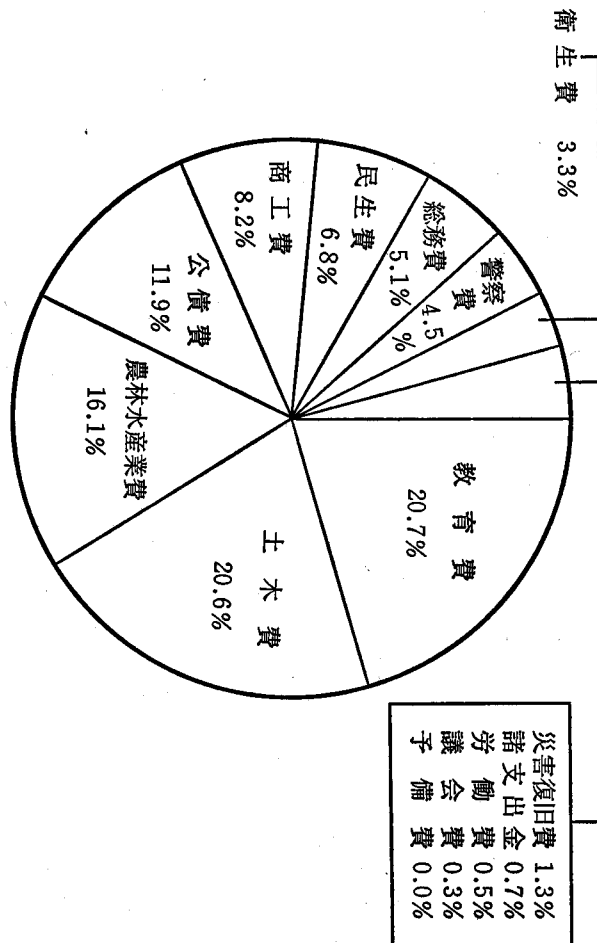 衛生費 3.3%
災害復旧費 1.3%
諸支出金 0.7%
労働費 0.5%
議会費 0.3%
予備費 0.0%
教育費
20.7%
土木費
20.6%
農林水産業費
16.1%
公債費
11.9%
商工費
8.2%
民生費
6.8%
総務費
5.1%
警察
費
4.5
%